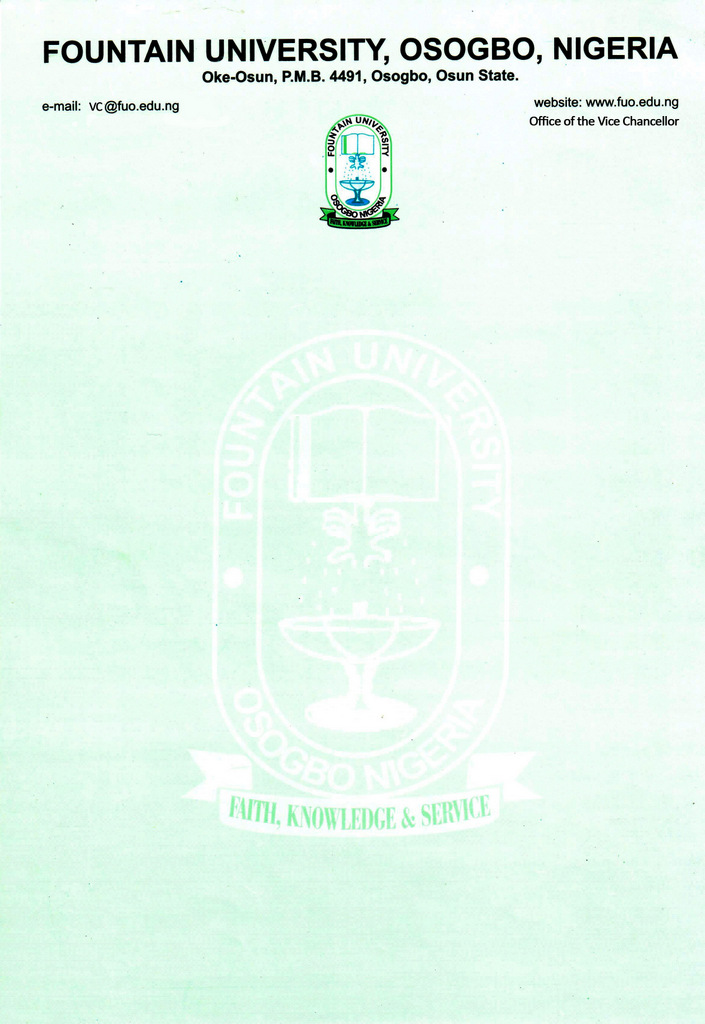 FOUNTAIN UNIVERSITY, OSOGBO, NIGERIA
Oke-Osun, P.M.B. 4491, Osogbo, Osun State.
e-mail: VC@fuo.edu.ng
website: www.fuo.edu.ng
Office of the Vice Chancellor
FOUNTAIN UNIVERSITY
OSOGBO NIGERIA
FAITH, KNOWLEDGE & SERVICE
FOUNTAIN UNIVERSITY
OSOGBO NIGERIA
FAITH, KNOWLEDGE & SERVICE